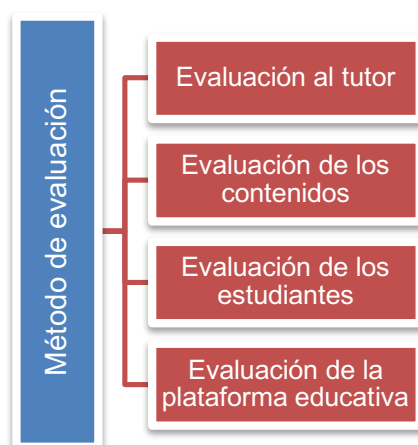 Método de evaluación
Evaluación al tutor
Evaluación de los
contenidos
Evaluación de los
estudiantes
Evaluación de la
plataforma educativa